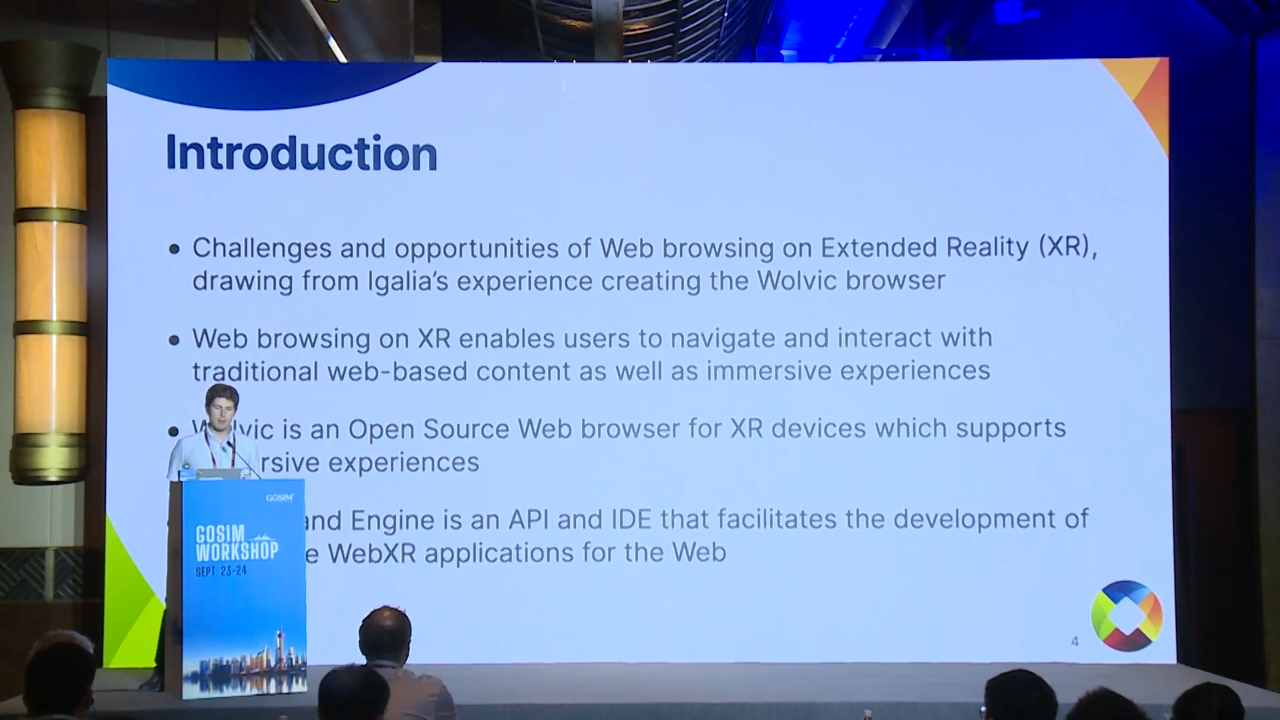 Introduction
Challenges and opportunities of Web browsing on Extended Reality (XR),
drawing from Igalia's experience creating the Wolvic browser
Web browsing on XR enables users to navigate and interact with
traditional web-based content as well as immersive experiences
is an Open Source Web browser for XR devices which supports
experiences
Engine is an API and IDE that facilitates the development of
WebXR applications for the Web
4
GOSIM
GOSIM
WORKSHOP
SEPT 23-24